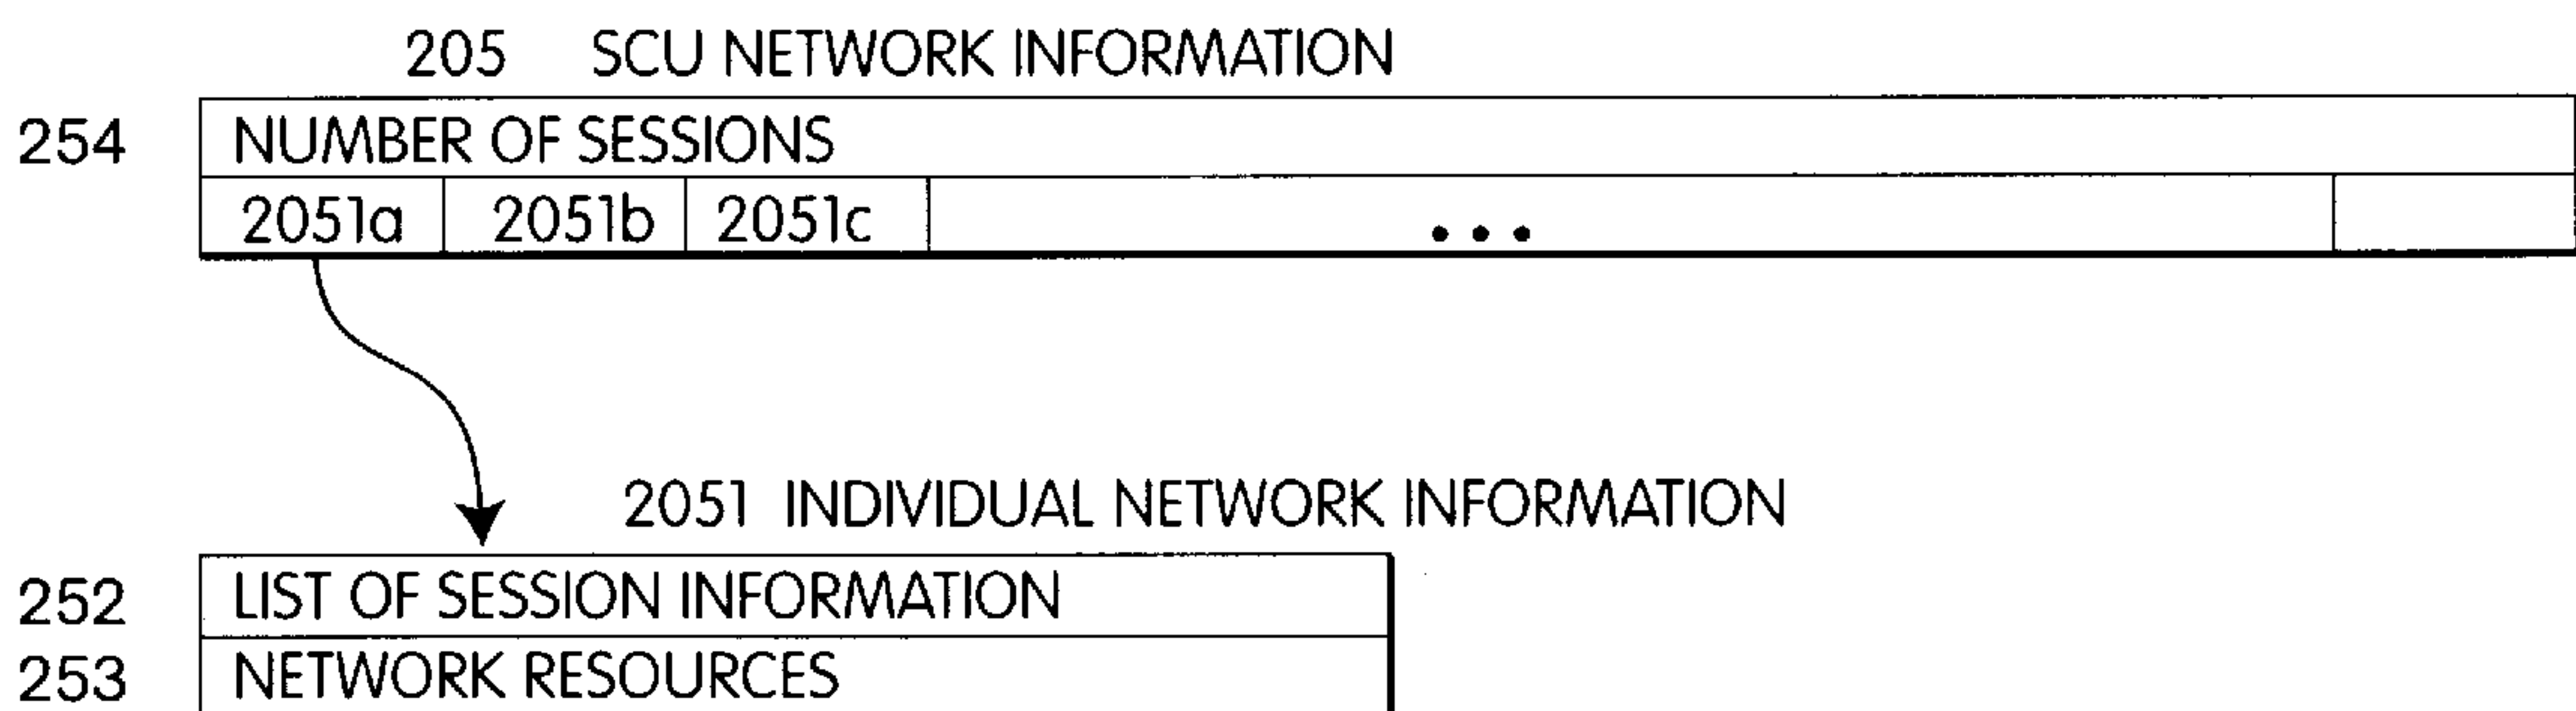 205 SCU NETWORK INFORMATION
254 NUMBER OF SESSIONS
2051a 2051b 2051c •••
2051 INDIVIDUAL NETWORK INFORMATION
252 LIST OF SESSION INFORMATION
253 NETWORK RESOURCES